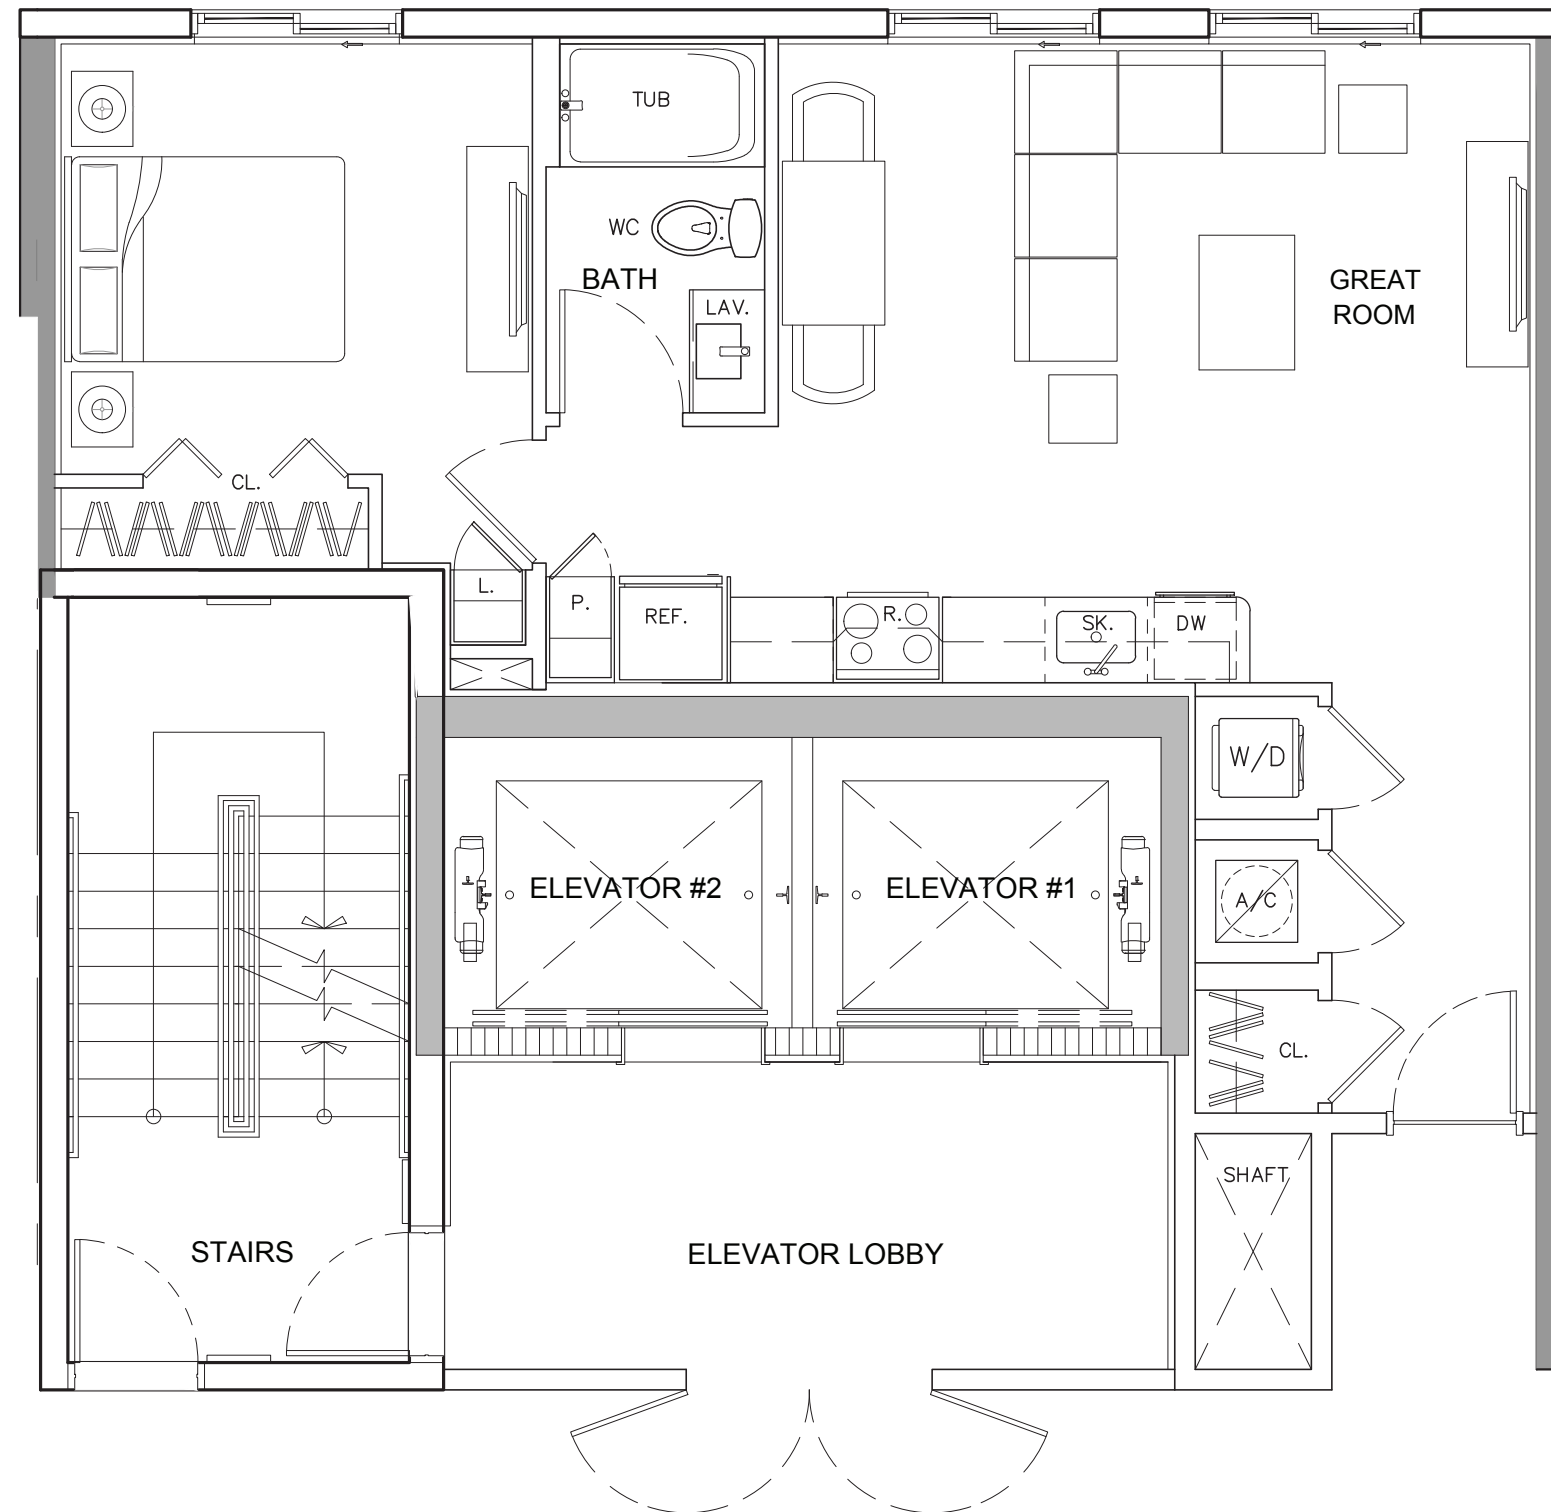 TUB
WC
BATH
LAV.
GREAT
ROOM
CL.
L.
P.
REF.
R.
SK.
DW
W/D
ELEVATOR #2
ELEVATOR #1
A/C
CL.
SHAFT
STAIRS
ELEVATOR LOBBY